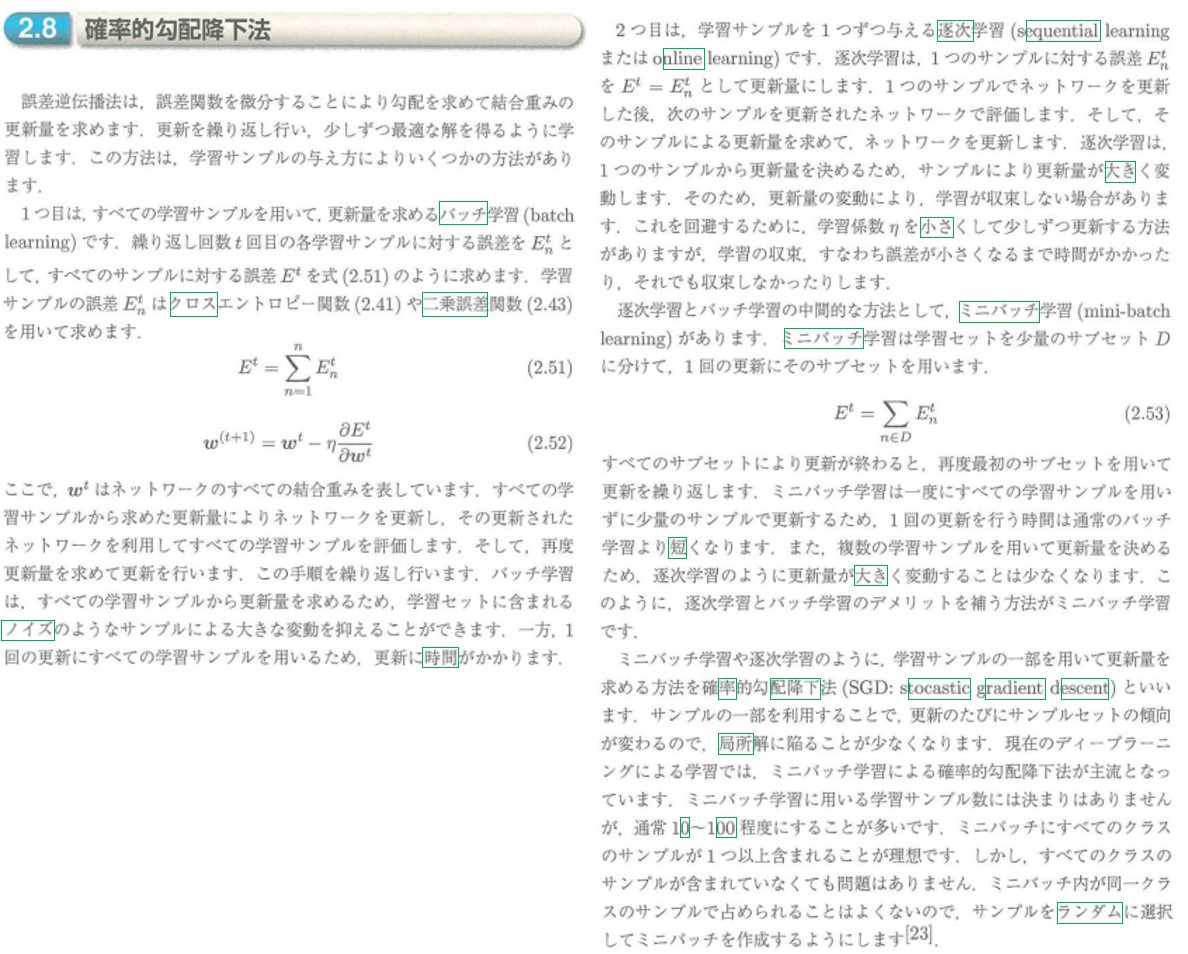 2.8 確率的勾配降下法
誤差逆伝播法は，誤差関数を微分することにより勾配を求めて結合重みの
更新量を求めます．更新を繰り返し行い，少しずつ最適な解を得るように学
習します．この方法は，学習サンプルの与え方によりいくつかの方法があり
ます．
1つ目は，すべての学習サンプルを用いて，更新量を求めるバッチ学習 (batch
learning) です．繰り返し回数 t 回目の各学習サンプルに対する誤差を E_n^t と
して，すべてのサンプルに対する誤差 E^t を式 (2.51) のように求めます．学習
サンプルの誤差 E_n^t はクロスエントロピー関数 (2.41) や二乗誤差関数 (2.43)
を用いて求めます．
E^t = \sum_{n=1}^{n} E_n^t (2.51)
w^{(t+1)} = w^t − η ∂E^t/∂w^t (2.52)
ここで，w^t はネットワークのすべての結合重みを表しています．すべての学
習サンプルから求めた更新量によりネットワークを更新し，その更新された
ネットワークを利用してすべての学習サンプルを評価します．そして，再度
更新量を求めて更新を行います．この手順を繰り返し行います．バッチ学習
は，すべての学習サンプルから更新量を求めるため，学習セットに含まれる
ノイズのようなサンプルによる大きな変動を抑えることができます．一方，1
回の更新にすべての学習サンプルを用いるため，更新に時間がかかります．
2つ目は，学習サンプルを1つずつ与える逐次学習 (sequential learning
または online learning) です．逐次学習は，1つのサンプルに対する誤差 E_n^t
を E^t = E_n^t として更新量にします．1つのサンプルでネットワークを更新
した後，次のサンプルを更新されたネットワークで評価します．そして，そ
のサンプルによる更新量を求めて，ネットワークを更新します．逐次学習は，
1つのサンプルから更新量を決めるため，サンプルにより更新量が大きく変
動します．そのため，更新量の変動により，学習が収束しない場合がありま
す．これを回避するために，学習係数 η を小さくして少しずつ更新する方法
がありますが，学習の収束，すなわち誤差が小さくなるまで時間がかかった
り，それでも収束しなかったりします．
逐次学習とバッチ学習の中間的な方法として，ミニバッチ学習 (mini-batch
learning) があります．ミニバッチ学習は学習セットを少量のサブセット D
に分けて，1回の更新にそのサブセットを用います．
E^t = \sum_{n∈D} E_n^t (2.53)
すべてのサブセットにより更新が終わると，再度最初のサブセットを用いて
更新を繰り返します．ミニバッチ学習は一度にすべての学習サンプルを用い
ずに少量のサンプルで更新するため，1回の更新を行う時間は通常のバッチ
学習より短くなります．また，複数の学習サンプルを用いて更新量を決める
ため，逐次学習のように更新量が大きく変動することは少なくなります．こ
のように，逐次学習とバッチ学習のデメリットを補う方法がミニバッチ学習
です．
ミニバッチ学習や逐次学習のように，学習サンプルの一部を用いて更新量を
求める方法を確率的勾配降下法 (SGD: stocastic gradient descent) といい
ます．サンプルの一部を利用することで，更新のたびにサンプルセットの傾向
が変わるので，局所解に陥ることが少なくなります．現在のディープラーニ
ングによる学習では，ミニバッチ学習による確率的勾配降下法が主流となっ
ています．ミニバッチ学習に用いる学習サンプル数には決まりはありません
が，通常 10〜100 程度にすることが多いです．ミニバッチにすべてのクラス
のサンプルが1つ以上含まれることが理想です．しかし，すべてのクラスの
サンプルが含まれていなくても問題はありません．ミニバッチ内が同一クラ
スのサンプルで占められることはよくないので，サンプルをランダムに選択
してミニバッチを作成するようにします[23]．